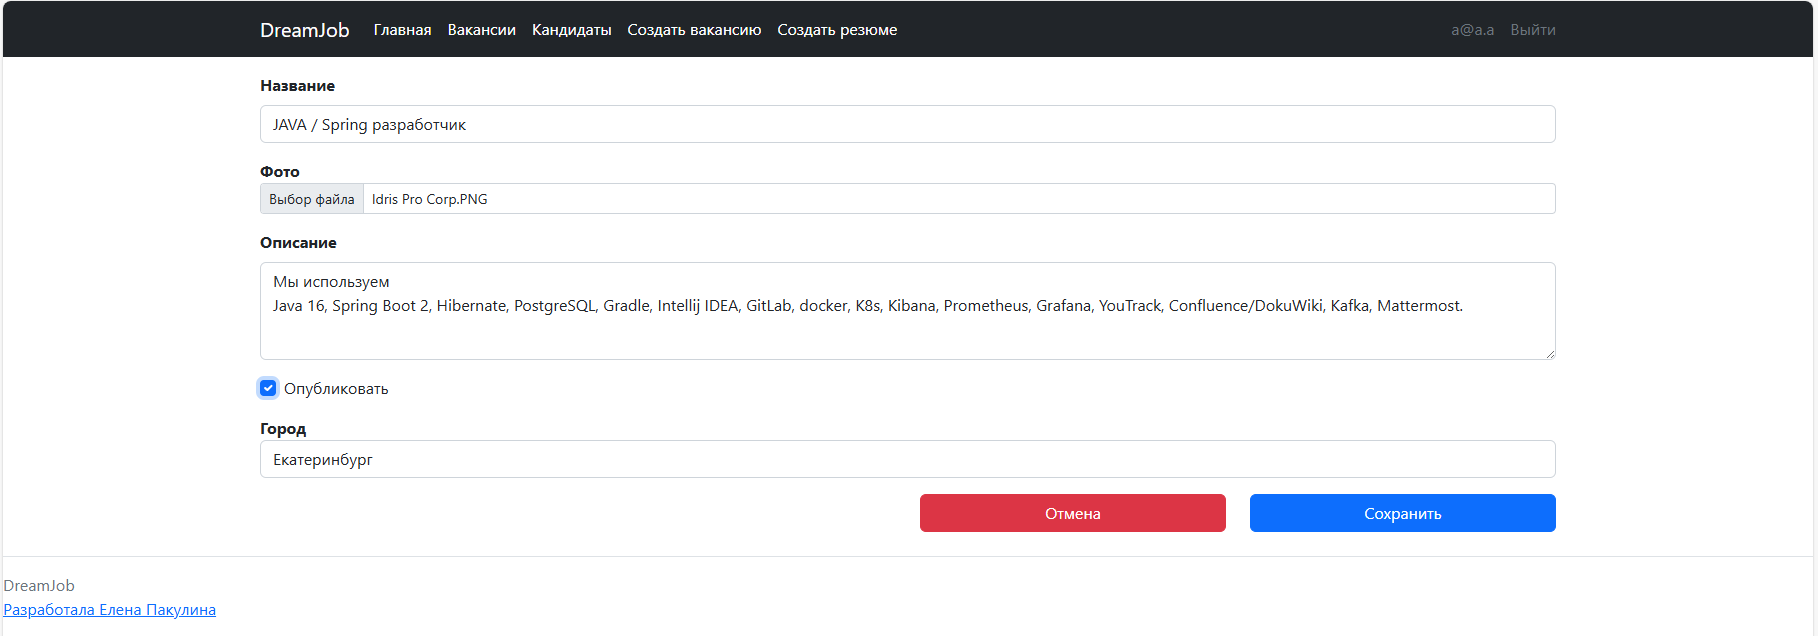 DreamJob Главная Вакансии Кандидаты Создать вакансию Создать резюме a@a.a Выйти
Название
JAVA / Spring разработчик
Фото
Выбор файла Idris Pro Corp.PNG
Описание
Мы используем
Java 16, Spring Boot 2, Hibernate, PostgreSQL, Gradle, Intellij IDEA, GitLab, docker, K8s, Kibana, Prometheus, Grafana, YouTrack, Confluence/DokuWiki, Kafka, Mattermost.
Опубликовать
Город
Екатеринбург
Отмена Сохранить
DreamJob
Разработала Елена Пакулина